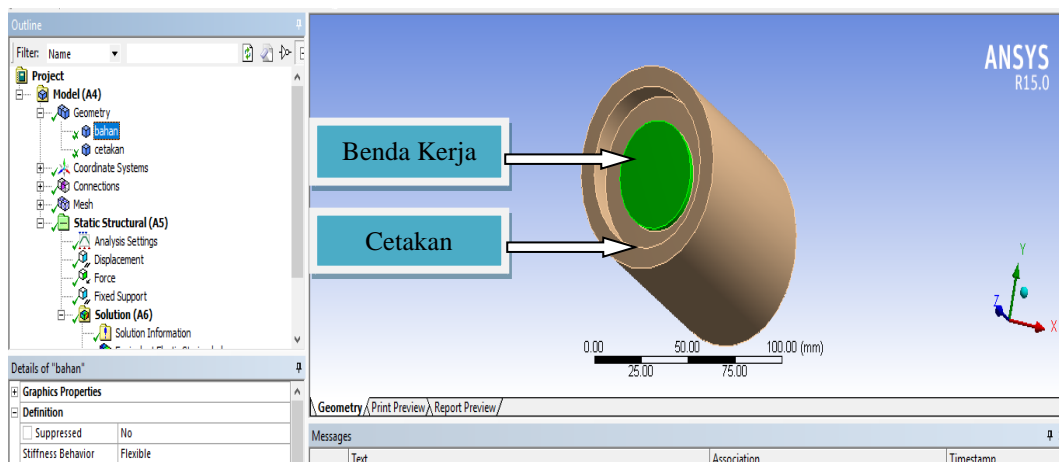 Outline
Filter: Name
Project
Model (A4)
Geometry
bahan
cetakan
Coordinate Systems
Connections
Mesh
Static Structural (A5)
Analysis Settings
Displacement
Force
Fixed Support
Solution (A6)
Solution Information
Details of "bahan"
Graphics Properties
Definition
Suppressed No
Stiffness Behavior Flexible
Benda Kerja
Cetakan
ANSYS
R15.0
Y
Z
X
0.00 50.00 100.00 (mm)
25.00 75.00
Geometry Print Preview Report Preview
Messages
Text Association Timestamp